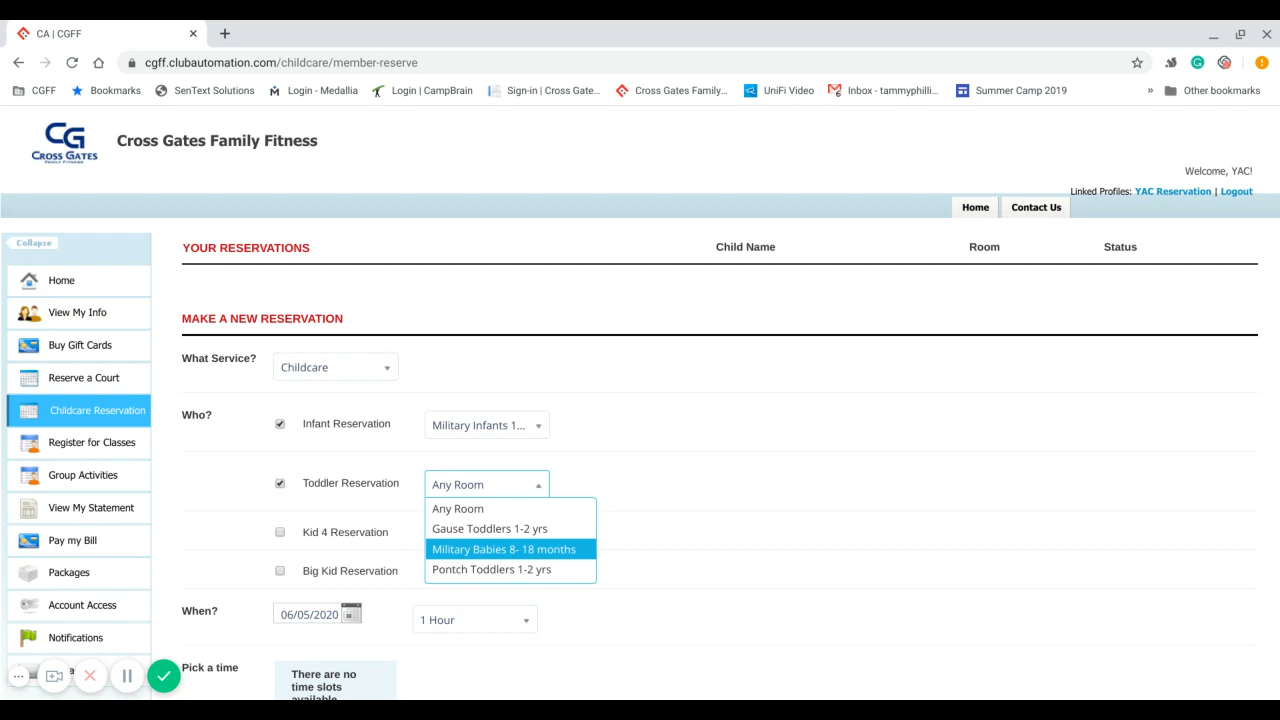 CA | CGFF
cgff.clubautomation.com/childcare/member-reserve
CGFF
Bookmarks
SenText Solutions
Login - Medallia
Login | CampBrain
Sign-in | Cross Gate...
Cross Gates Family...
UniFi Video
Inbox - tammyphilli...
Summer Camp 2019
»
Other bookmarks
CG
CROSS GATES
FAMILY FITNESS
Cross Gates Family Fitness
Welcome, YAC!
Linked Profiles: YAC Reservation | Logout
Home
Contact Us
Collapse
Home
View My Info
Buy Gift Cards
Reserve a Court
Childcare Reservation
Register for Classes
Group Activities
View My Statement
Pay my Bill
Packages
Account Access
Notifications
YOUR RESERVATIONS
Child Name
Room
Status
MAKE A NEW RESERVATION
What Service?
Childcare
Who?
Infant Reservation
Military Infants 1...
Toddler Reservation
Any Room
Any Room
Gause Toddlers 1-2 yrs
Military Babies 8- 18 months
Pontch Toddlers 1-2 yrs
Kid 4 Reservation
Big Kid Reservation
When?
06/05/2020
1 Hour
Pick a time
There are no
time slots
available